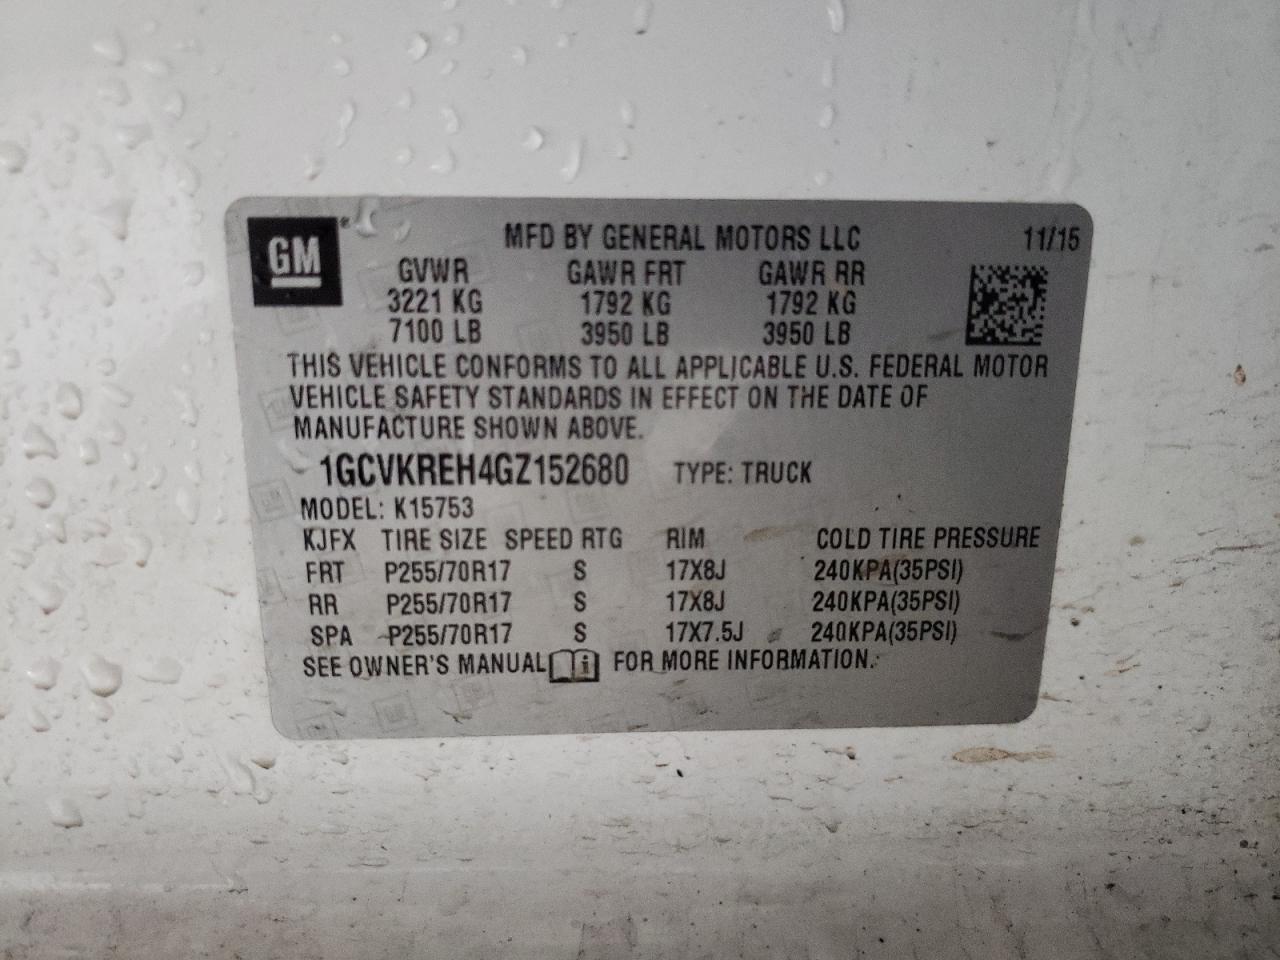 GM®
MFD BY GENERAL MOTORS LLC 11/15
GVWR GAWR FRT GAWR RR
3221 KG 1792 KG 1792 KG
7100 LB 3950 LB 3950 LB
THIS VEHICLE CONFORMS TO ALL APPLICABLE U.S. FEDERAL MOTOR
VEHICLE SAFETY STANDARDS IN EFFECT ON THE DATE OF
MANUFACTURE SHOWN ABOVE.
1GCVKREH4GZ152680 TYPE: TRUCK
MODEL: K15753
KJFX TIRE SIZE SPEED RTG RIM COLD TIRE PRESSURE
FRT P255/70R17 S 17X8J 240KPA(35PSI)
RR P255/70R17 S 17X8J 240KPA(35PSI)
SPA P255/70R17 S 17X7.5J 240KPA(35PSI)
SEE OWNER'S MANUAL i FOR MORE INFORMATION.